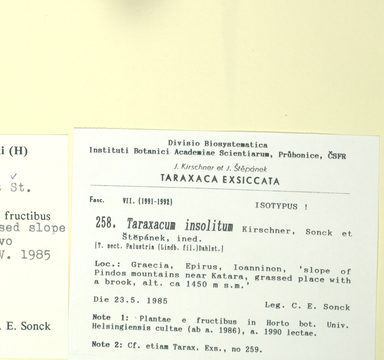 i (H)
St.
fructibus
sed slope
vo
V. 1985
. E. Sonck
Divisio Biosystematica
Instituti Botanici Academiae Scientiarum, Průhonice, ČSFR
J. Kirschner et J. Štěpánek
TARAXACA EXSICCATA
Fasc. VII. (1991-1992) ISOTYPUS !
258. Taraxacum insolitum Kirschner, Sonck et
Štěpánek, ined.
(T. sect. Palustria (Lindb. fil.) Dahlst.)
Loc.: Graecia, Epirus, Ioanninon, 'slope of
Pindos mountains near Katara, grassed place with
a brook, alt. ca 1450 m s.m.'
Die 23.5. 1985 Leg. C. E. Sonck
Note 1: Plantae e fructibus in Horto bot. Univ.
Helsingiensis cultae (ab a. 1986), a. 1990 lectae.
Note 2: Cf. etiam Tarax. Exs., no 259.